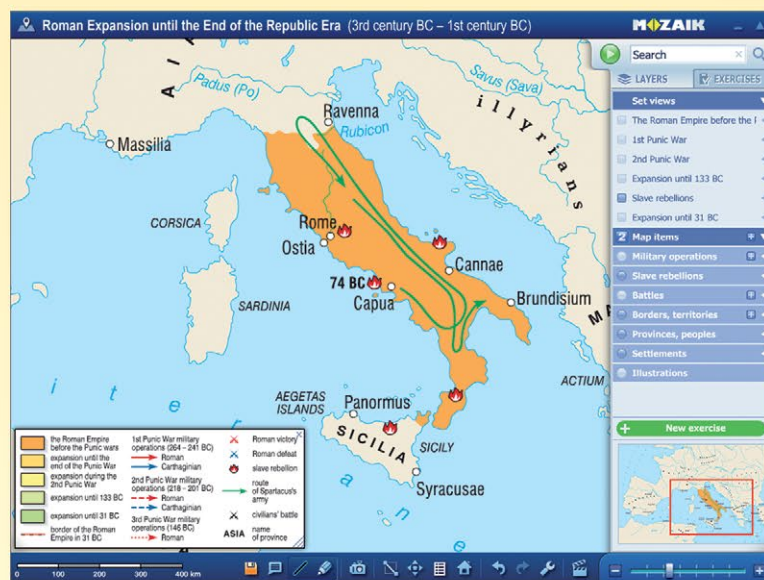 Roman Expansion until the End of the Republic Era (3rd century BC – 1st century BC)
MOZAIK
Search
LAYERS
EXERCISES
Set views
The Roman Empire before the
1st Punic War
2nd Punic War
Expansion until 133 BC
Slave rebellions
Expansion until 31 BC
Map items
Military operations
Slave rebellions
Battles
Borders, territories
Provinces, peoples
Settlements
Illustrations
New exercise
Padus (Po)
Savus (Sava)
illyrians
Ravenna
Rubicon
Massilia
CORSICA
Rome
Ostia
Cannae
74 BC
Capua
Brundisium
SARDINIA
ACTIUM
AEGETAS
ISLANDS
Panormus
SICILIA
SICILY
Syracusae
the Roman Empire
before the Punic wars
expansion until the
end of the Punic War
expansion during the
2nd Punic War
expansion until 133 BC
expansion until 31 BC
border of the Roman
Empire in 31 BC
1st Punic War military
operations (264 – 241 BC)
Roman
Carthaginian
2nd Punic War military
operations (218 – 201 BC)
Roman
Carthaginian
3rd Punic War military
operations (146 BC)
Roman
Roman victory
Roman defeat
slave rebellion
route
of Spartacus's
army
civilians' battle
ASIA
name
of province
0 100 200 300 400 km